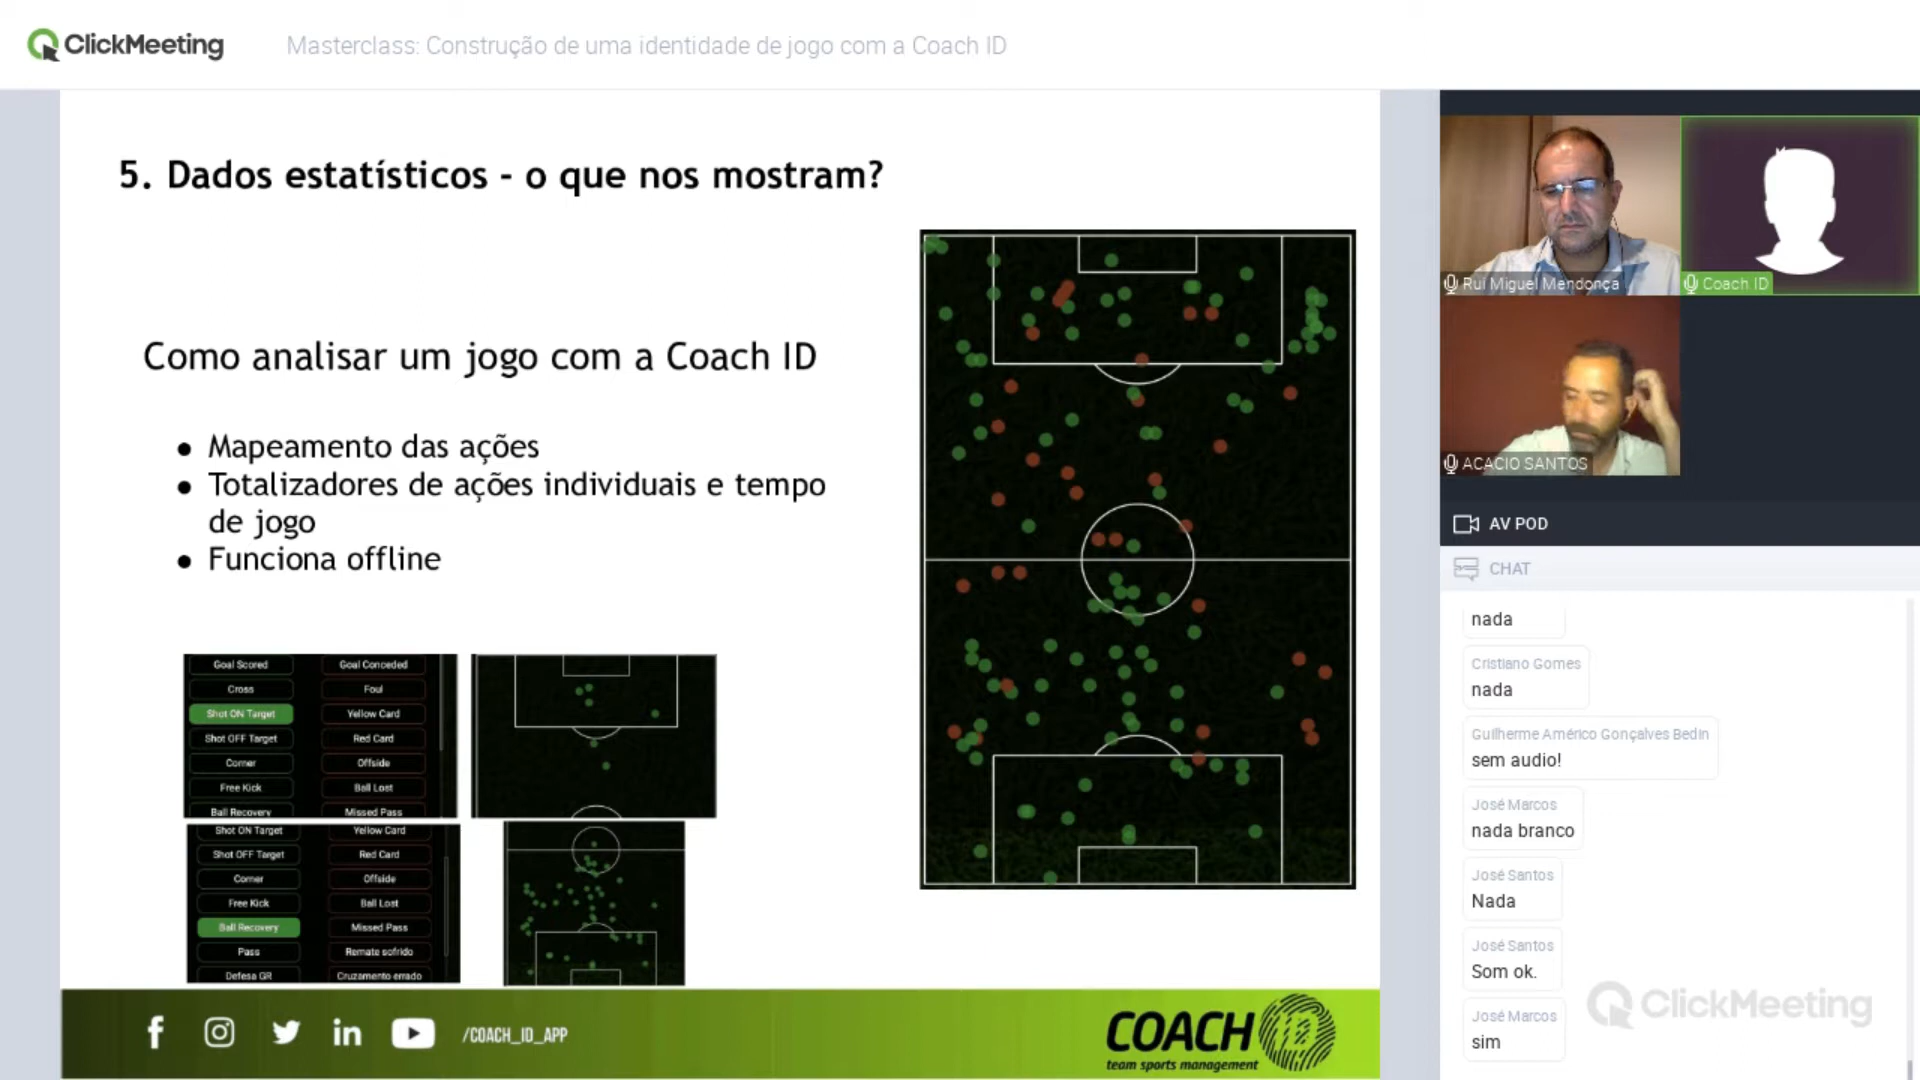 ClickMeeting
Masterclass: Construção de uma identidade de jogo com a Coach ID
5. Dados estatísticos - o que nos mostram?
Como analisar um jogo com a Coach ID
● Mapeamento das ações
● Totalizadores de ações individuais e tempo
de jogo
● Funciona offline
Goal Scored
Goal Conceded
Cross
Foul
Shot ON Target
Yellow Card
Shot OFF Target
Red Card
Corner
Offside
Free Kick
Ball Lost
Ball Recovery
Missed Pass
Shot ON Target
Yellow Card
Shot OFF Target
Red Card
Corner
Offside
Free Kick
Ball Lost
Ball Recovery
Missed Pass
Pass
Remate sofrido
Defesa GR
Cruzamento errado
/COACH_ID_APP
COACH ID
team sports management
Rui Miguel Mendonça
Coach ID
ACACIO SANTOS
AV POD
CHAT
nada
Cristiano Gomes
nada
Guilherme Américo Gonçalves Bedin
sem audio!
José Marcos
nada branco
José Santos
Nada
José Santos
Som ok.
José Marcos
sim
ClickMeeting